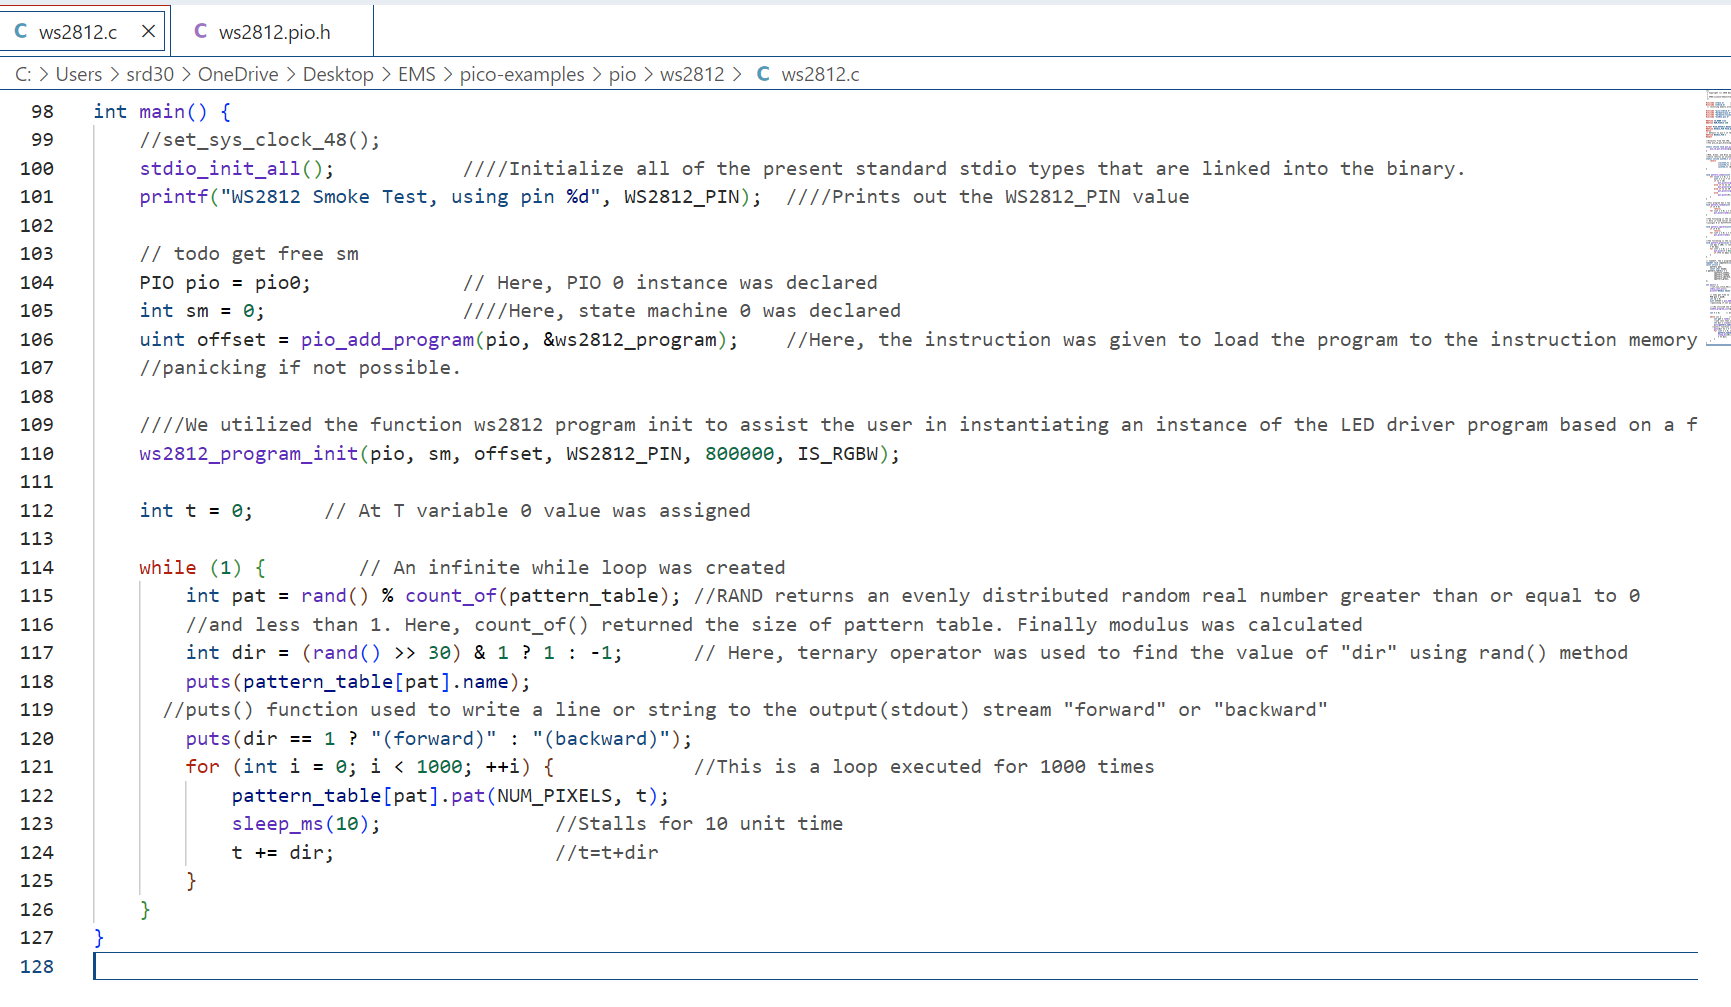 C ws2812.c × C ws2812.pio.h
C: > Users > srd30 > OneDrive > Desktop > EMS > pico-examples > pio > ws2812 > C ws2812.c
98 int main() {
99 //set_sys_clock_48();
100 stdio_init_all(); ////Initialize all of the present standard stdio types that are linked into the binary.
101 printf("WS2812 Smoke Test, using pin %d", WS2812_PIN); ////Prints out the WS2812_PIN value
102
103 // todo get free sm
104 PIO pio = pio0; // Here, PIO 0 instance was declared
105 int sm = 0; ////Here, state machine 0 was declared
106 uint offset = pio_add_program(pio, &ws2812_program); //Here, the instruction was given to load the program to the instruction memory
107 //panicking if not possible.
108
109 ////We utilized the function ws2812 program init to assist the user in instantiating an instance of the LED driver program based on a f
110 ws2812_program_init(pio, sm, offset, WS2812_PIN, 800000, IS_RGBW);
111
112 int t = 0; // At T variable 0 value was assigned
113
114 while (1) { // An infinite while loop was created
115 int pat = rand() % count_of(pattern_table); //RAND returns an evenly distributed random real number greater than or equal to 0
116 //and less than 1. Here, count_of() returned the size of pattern table. Finally modulus was calculated
117 int dir = (rand() >> 30) & 1 ? 1 : -1; // Here, ternary operator was used to find the value of "dir" using rand() method
118 puts(pattern_table[pat].name);
119 //puts() function used to write a line or string to the output(stdout) stream "forward" or "backward"
120 puts(dir == 1 ? "(forward)" : "(backward)");
121 for (int i = 0; i < 1000; ++i) { //This is a loop executed for 1000 times
122 pattern_table[pat].pat(NUM_PIXELS, t);
123 sleep_ms(10); //Stalls for 10 unit time
124 t += dir; //t=t+dir
125 }
126 }
127 }
128